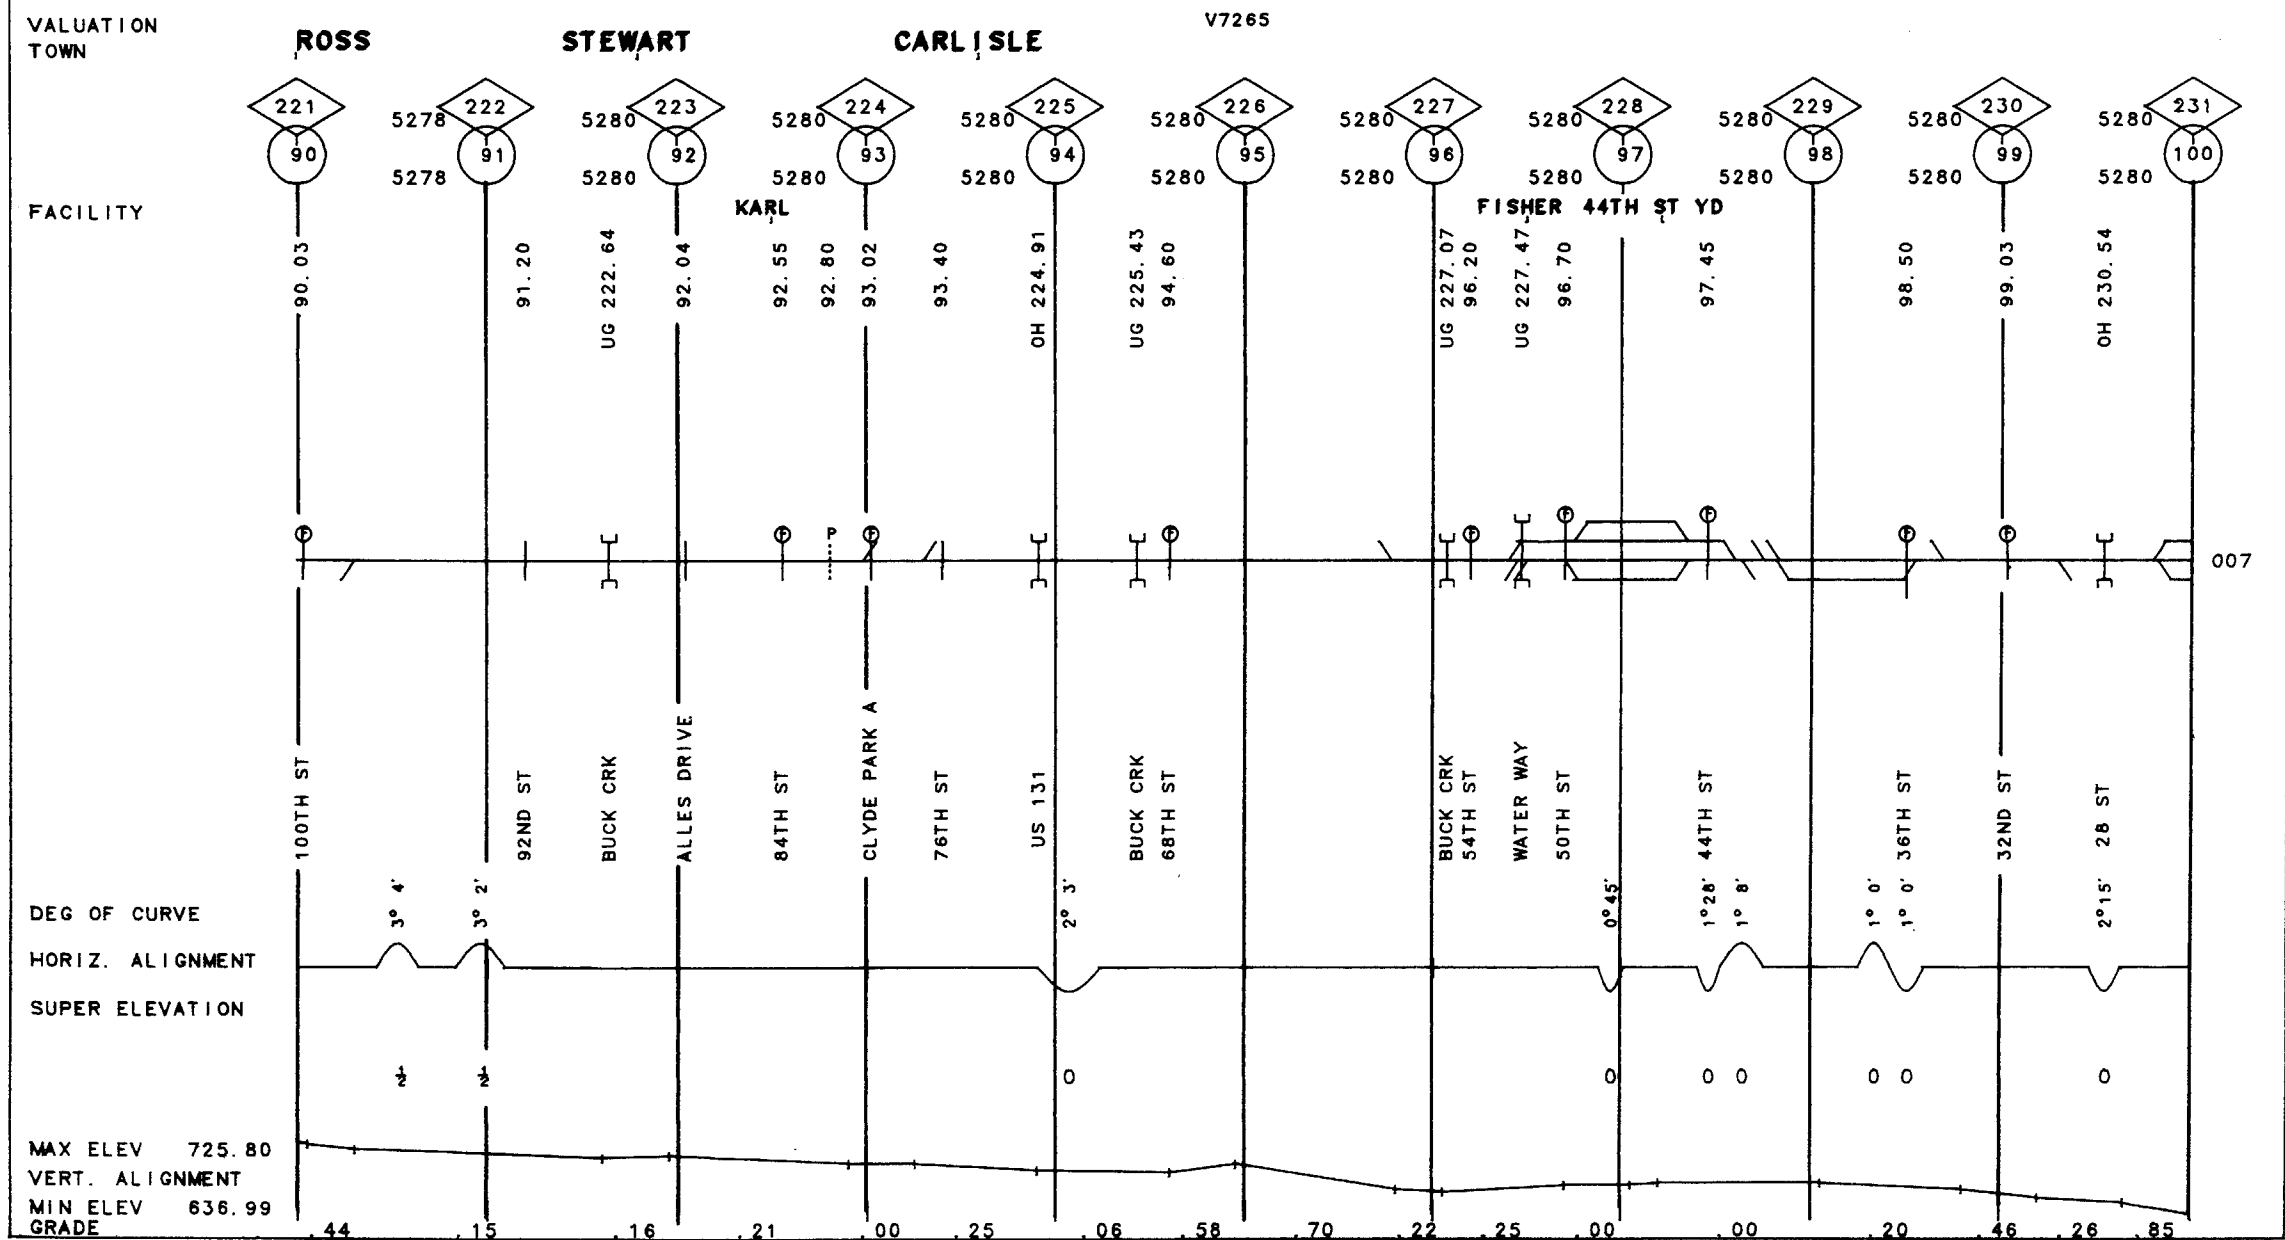 V7265
VALUATION
TOWN
ROSS STEWART CARLISLE
221 222 223 224 225 226 227 228 229 230 231
5278 5280 5280 5280 5280 5280 5280 5280 5280 5280
90 91 92 93 94 95 96 97 98 99 100
5278 5280 5280 5280 5280 5280 5280 5280 5280 5280
FACILITY KARL FISHER 44TH ST YD
90.03
91.20
UG 222.64
92.04
92.55
92.80
93.02
93.40
OH 224.91
UG 225.43
94.60
UG 227.07
96.20
UG 227.47
96.70
97.45
98.50
99.03
OH 230.54
F F P F F F F F F F
007
100TH ST
92ND ST
BUCK CRK
ALLES DRIVE
84TH ST
CLYDE PARK A
76TH ST
US 131
BUCK CRK
68TH ST
BUCK CRK
54TH ST
WATER WAY
50TH ST
44TH ST
36TH ST
32ND ST
28 ST
DEG OF CURVE 3° 4' 3° 2' 2° 3' 0°45' 1°28' 1° 8' 1° 0' 1° 0' 2°15'
HORIZ. ALIGNMENT
SUPER ELEVATION
½ ½ 0 0 0 0 0 0 0
MAX ELEV 725.80
VERT. ALIGNMENT
MIN ELEV 636.99
GRADE .44 .15 .16 .21 .00 .25 .06 .58 .70 .22 .25 .00 .00 .20 .46 .26 .85